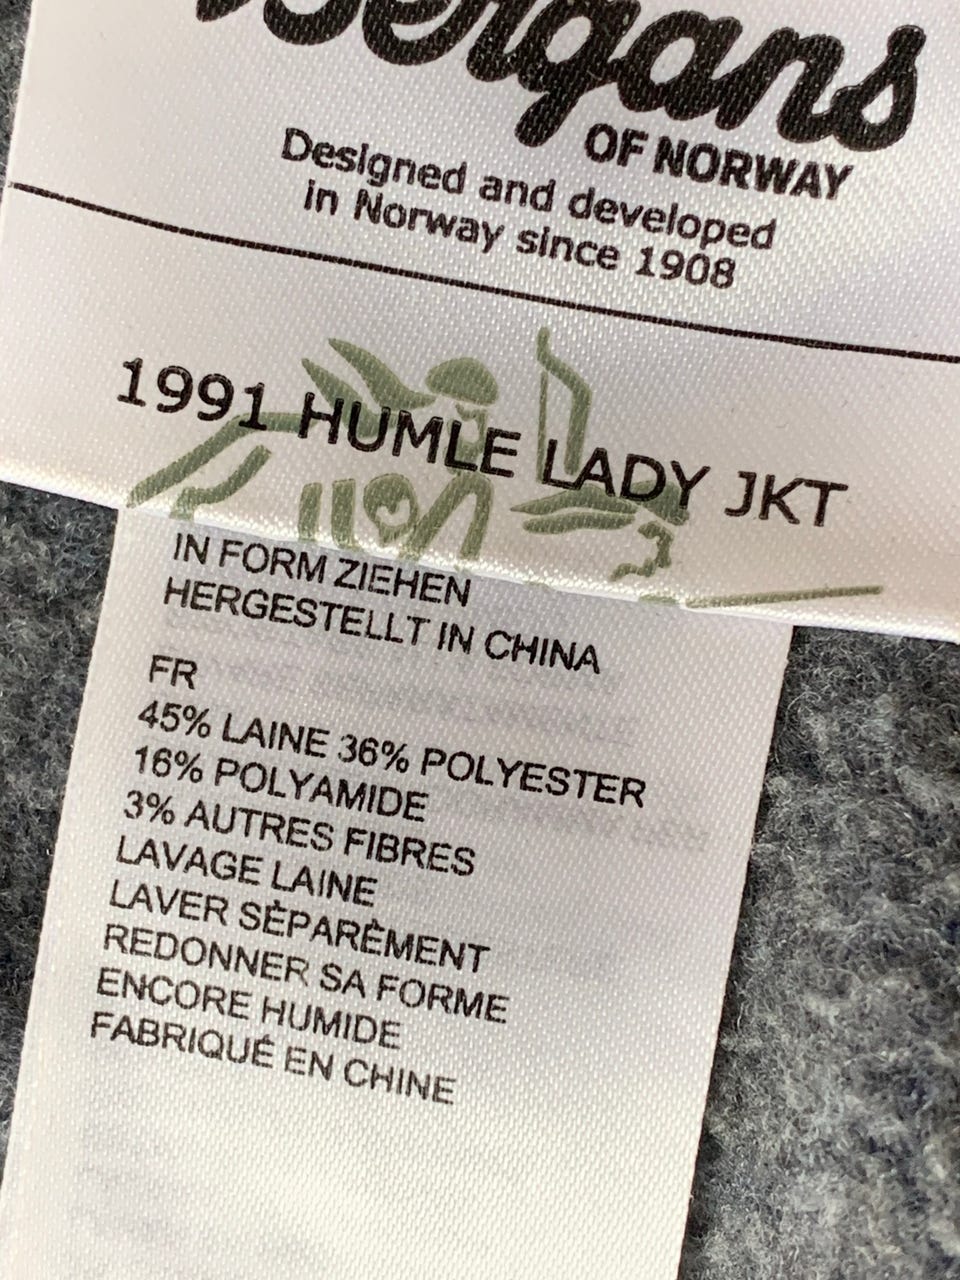 Bergans
OF NORWAY
Designed and developed
in Norway since 1908
1991 HUMLE LADY JKT
IN FORM ZIEHEN
HERGESTELLT IN CHINA
FR
45% LAINE 36% POLYESTER
16% POLYAMIDE
3% AUTRES FIBRES
LAVAGE LAINE
LAVER SÉPARÉMENT
REDONNER SA FORME
ENCORE HUMIDE
FABRIQUÉ EN CHINE